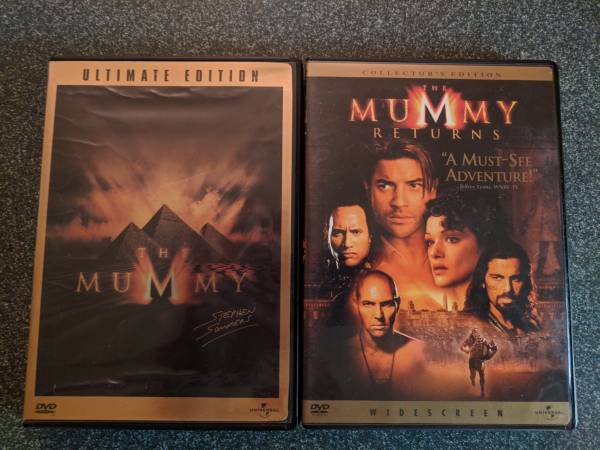 ULTIMATE EDITION
THE
MUMMY
STEPHEN
SOMMERS
DVD
UNIVERSAL
COLLECTOR'S EDITION
THE
MUMMY
RETURNS
"A MUST-SEE
ADVENTURE!"
DVD
WIDESCREEN
UNIVERSAL